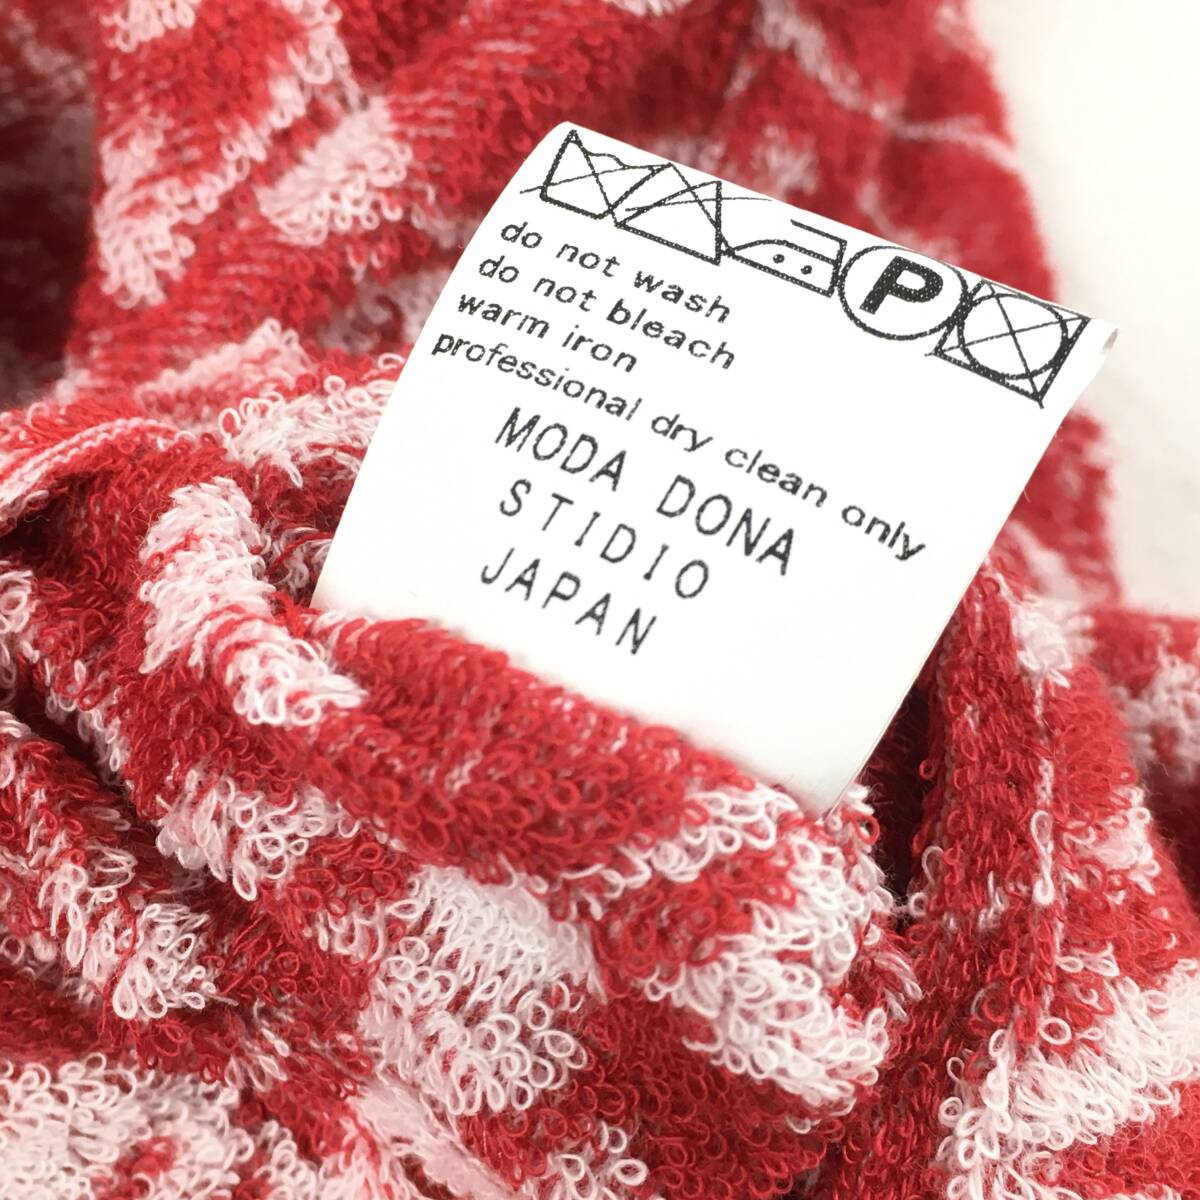 P
do not wash
do not bleach
warm iron
professional dry clean only
MODA DONA
STIDIO
JAPAN